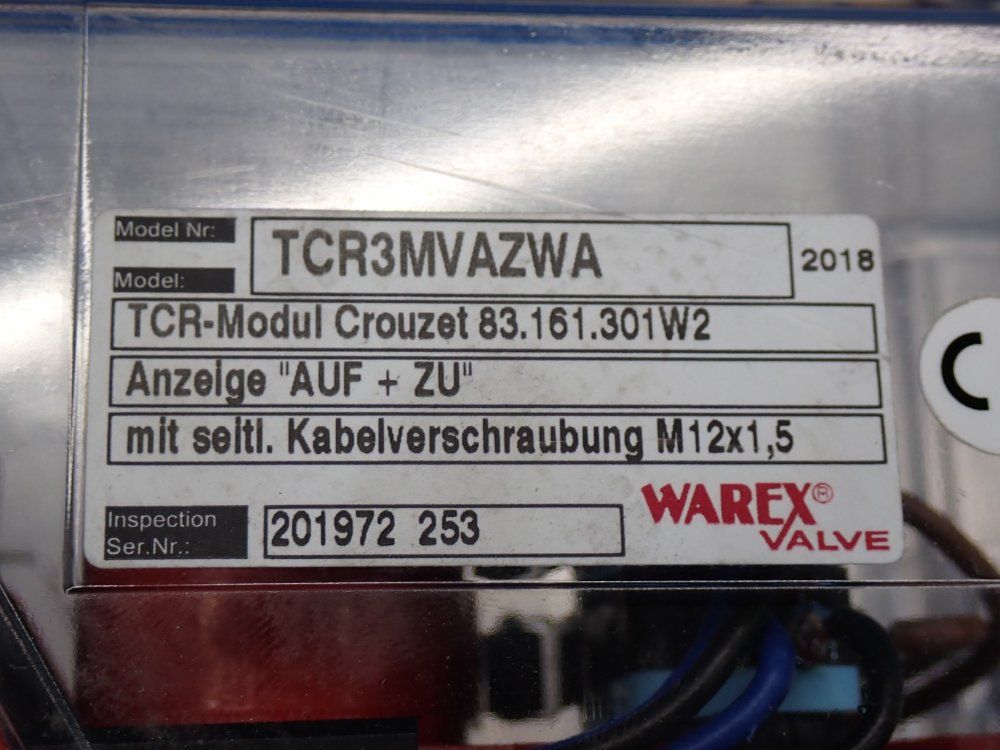 Model Nr:
Model:
TCR3MVAZWA
2018
TCR-Modul Crouzet 83.161.301W2
Anzeige "AUF + ZU"
mit seitl. Kabelverschraubung M12x1,5
Inspection
Ser.Nr.:
201972 253
WAREX®
VALVE
C